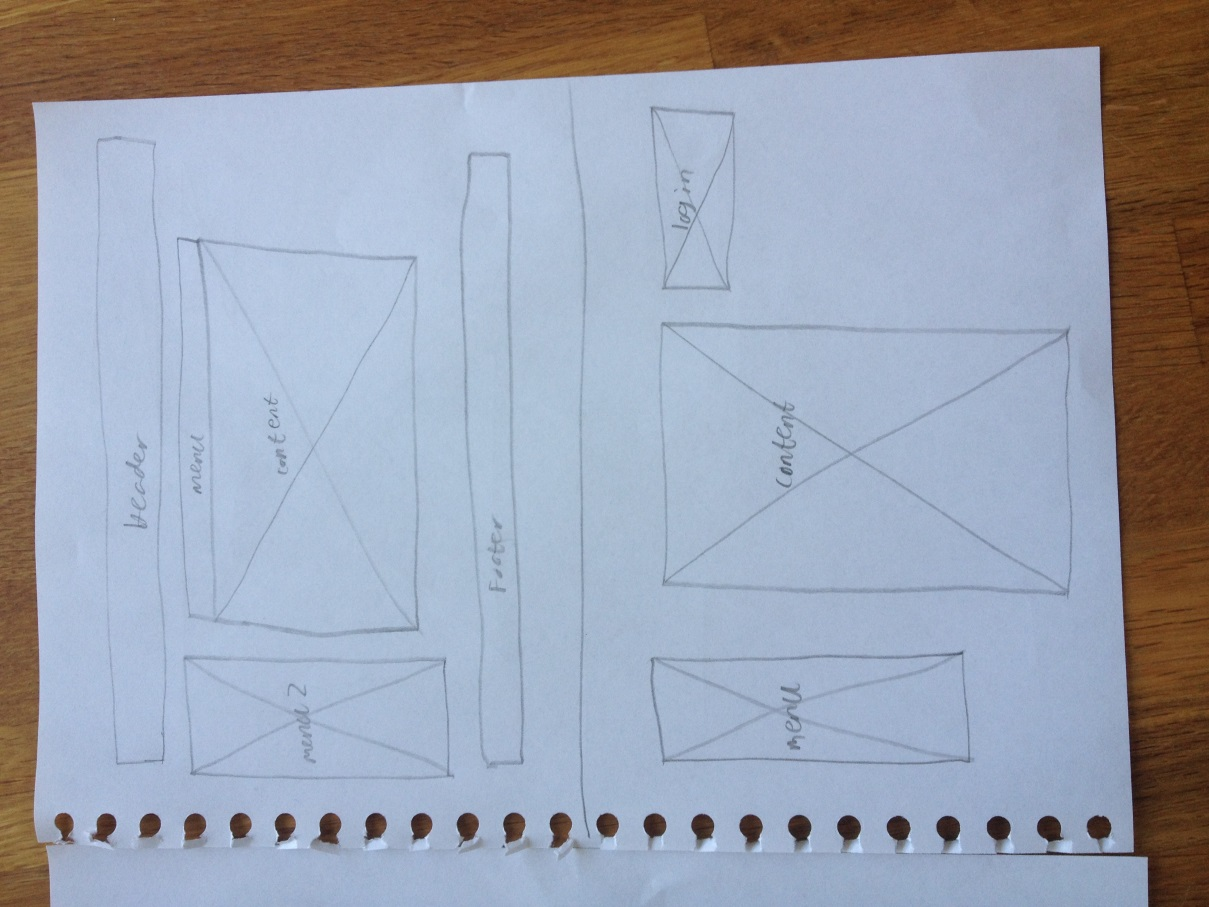 Header
menu
content
menu 2
Footer
login
content
menu